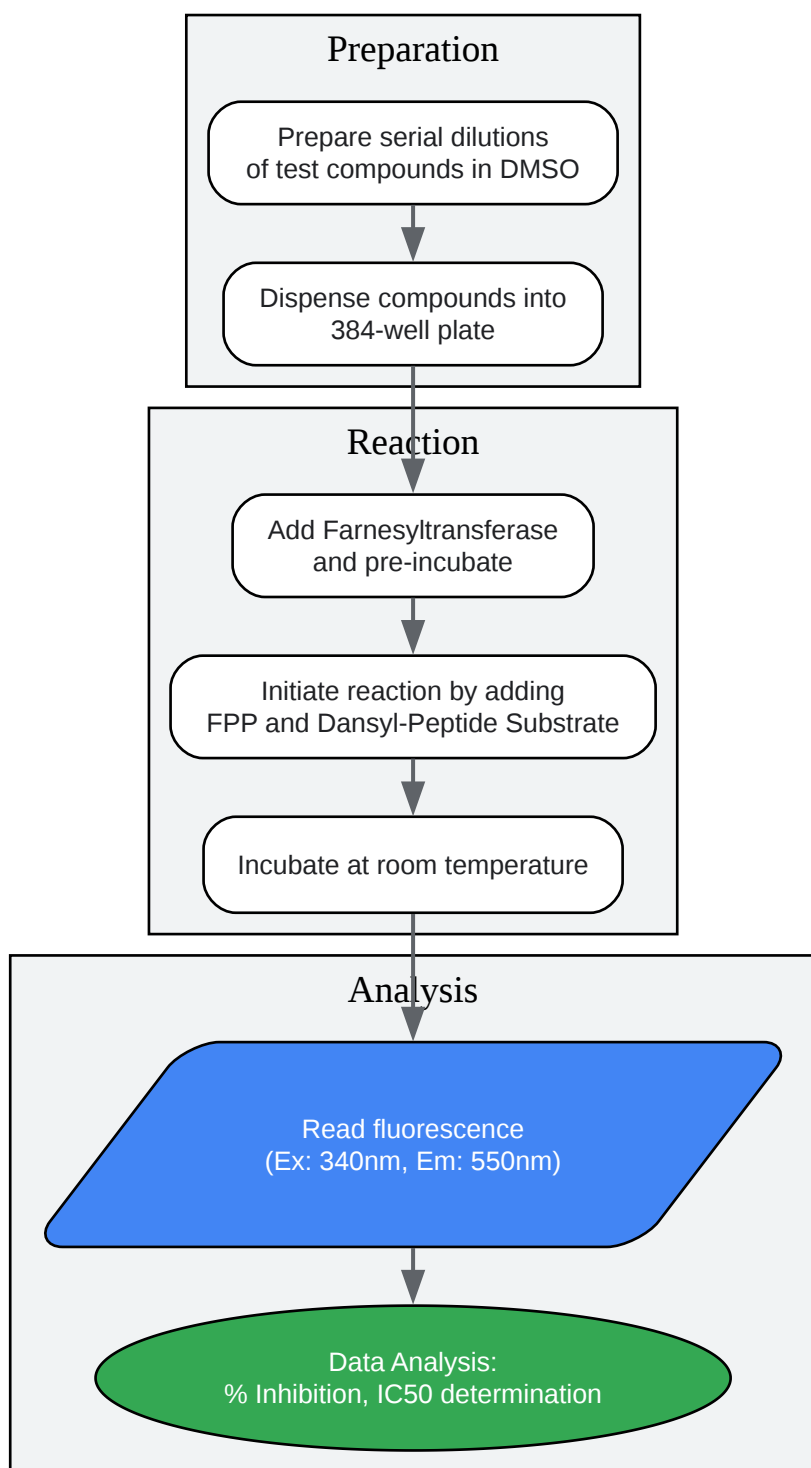 Preparation
Prepare serial dilutions
of test compounds in DMSO
Dispense compounds into
384-well plate
Reaction
Add Farnesyltransferase
and pre-incubate
Initiate reaction by adding
FPP and Dansyl-Peptide Substrate
Incubate at room temperature
Analysis
Read fluorescence
(Ex: 340nm, Em: 550nm)
Data Analysis:
% Inhibition, IC50 determination